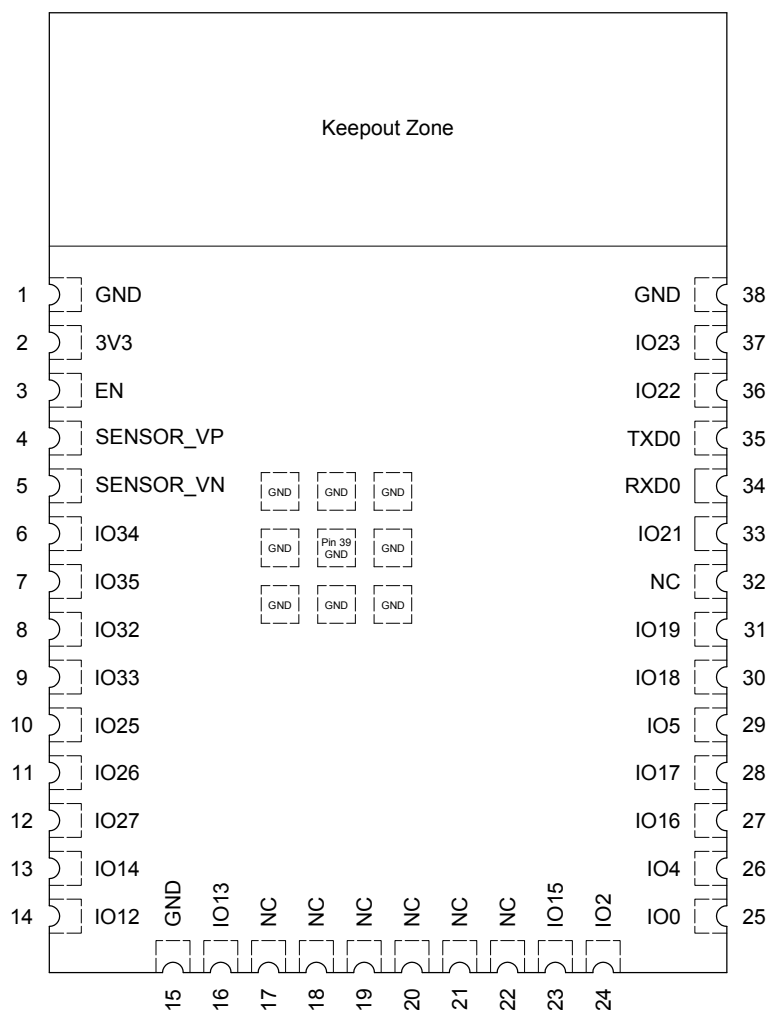 Keepout Zone
1 GND
2 3V3
3 EN
4 SENSOR_VP
5 SENSOR_VN
6 IO34
7 IO35
8 IO32
9 IO33
10 IO25
11 IO26
12 IO27
13 IO14
14 IO12
GND GND GND
GND Pin 39 GND
GND
GND GND GND
GND IO13 NC NC NC NC NC NC IO15 IO2
15 16 17 18 19 20 21 22 23 24
GND 38
IO23 37
IO22 36
TXD0 35
RXD0 34
IO21 33
NC 32
IO19 31
IO18 30
IO5 29
IO17 28
IO16 27
IO4 26
IO0 25